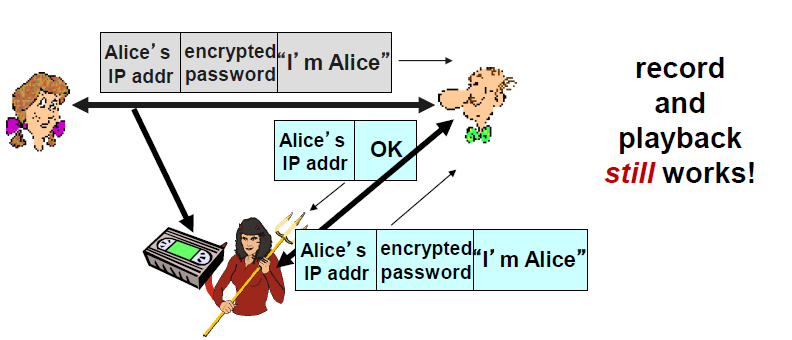 Alice's IP addr
encrypted password
“I'm Alice”
Alice's IP addr
OK
Alice's IP addr
encrypted password
“I'm Alice”
record
and
playback
still works!